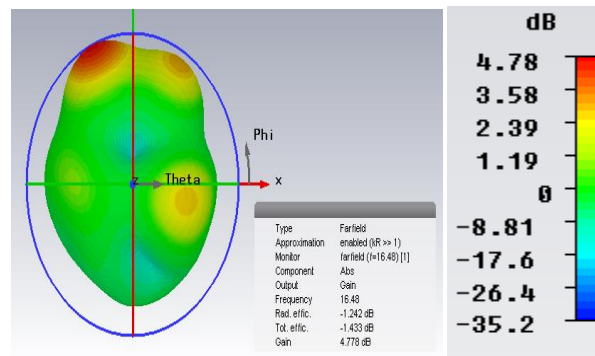 Phi
z Theta x
Type Farfield
Approximation enabled (kR >> 1)
Monitor farfield (f=16.48) [1]
Component Abs
Output Gain
Frequency 16.48
Rad. effic. -1.242 dB
Tot. effic. -1.433 dB
Gain 4.778 dB
dB
4.78
3.58
2.39
1.19
0
-8.81
-17.6
-26.4
-35.2